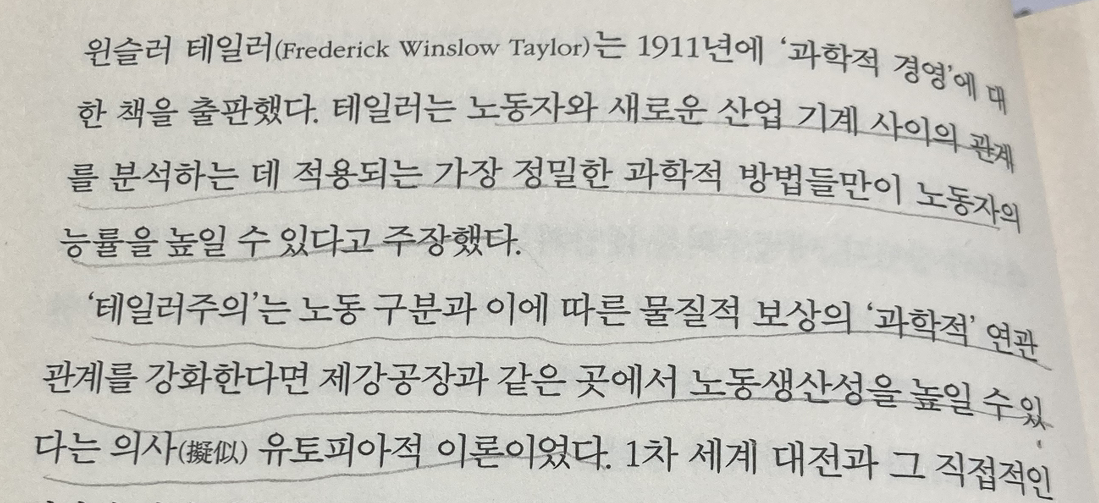 윈슬러 테일러(Frederick Winslow Taylor)는 1911년에 ‘과학적 경영’에 대
한 책을 출판했다. 테일러는 노동자와 새로운 산업 기계 사이의 관계
를 분석하는 데 적용되는 가장 정밀한 과학적 방법들만이 노동자의
능률을 높일 수 있다고 주장했다.
‘테일러주의’는 노동 구분과 이에 따른 물질적 보상의 ‘과학적’ 연관
관계를 강화한다면 제강공장과 같은 곳에서 노동생산성을 높일 수 있
다는 의사(擬似) 유토피아적 이론이었다. 1차 세계 대전과 그 직접적인